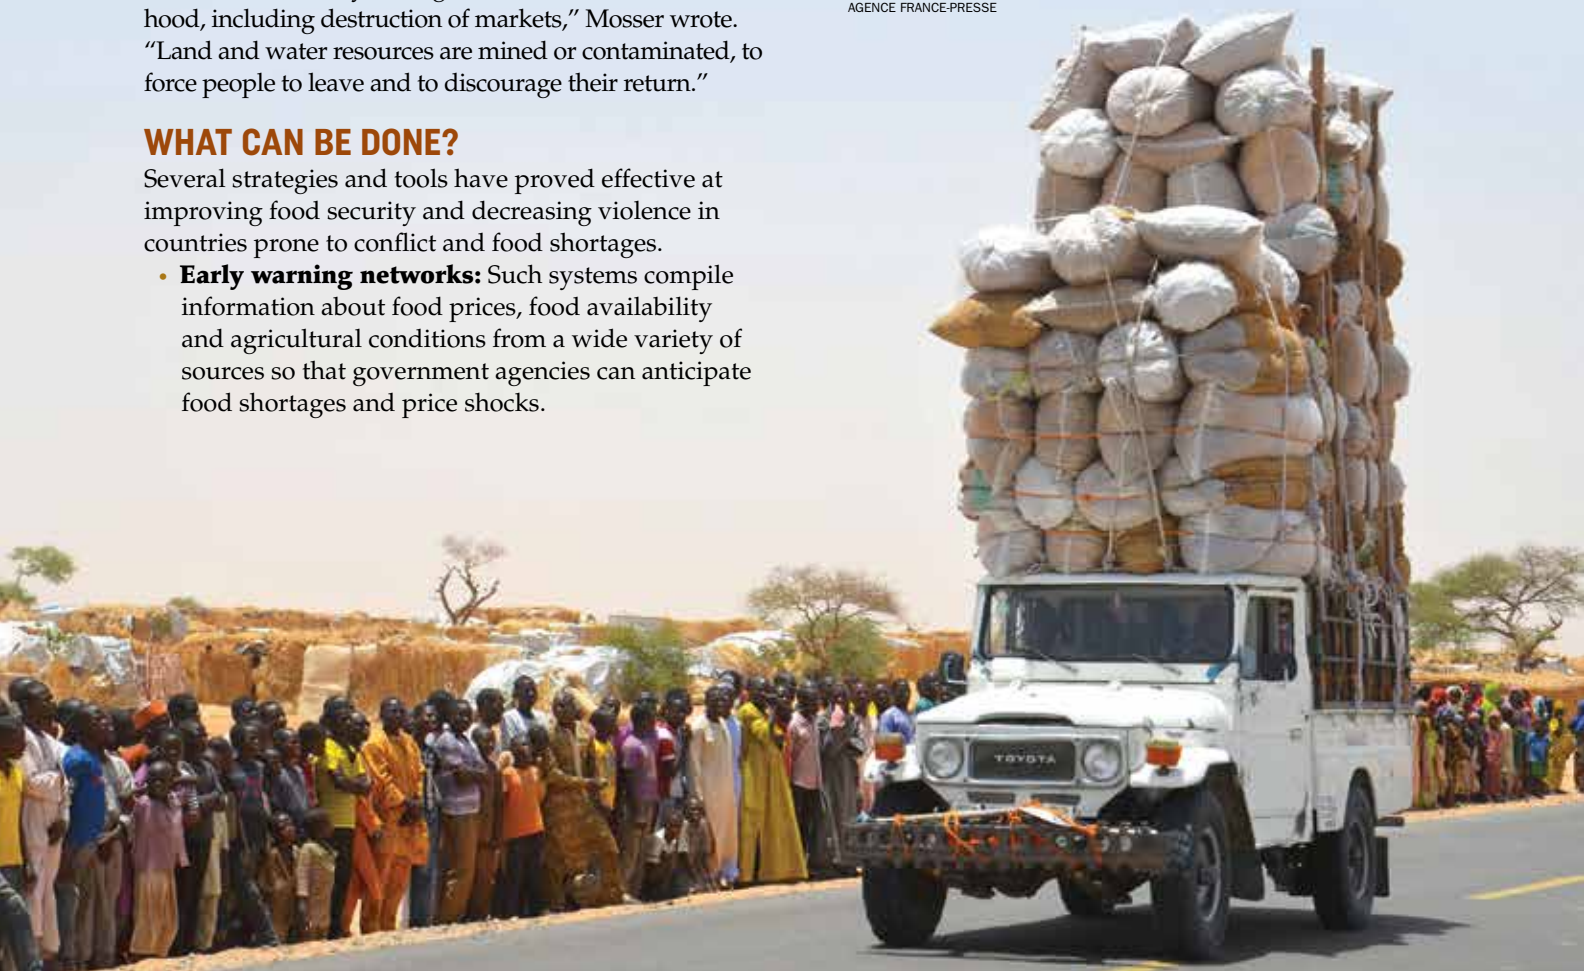 hood, including destruction of markets,” Mosser wrote.
“Land and water resources are mined or contaminated, to
force people to leave and to discourage their return.”
WHAT CAN BE DONE?
Several strategies and tools have proved effective at
improving food security and decreasing violence in
countries prone to conflict and food shortages.
• Early warning networks: Such systems compile
information about food prices, food availability
and agricultural conditions from a wide variety of
sources so that government agencies can anticipate
food shortages and price shocks.
AGENCE FRANCE-PRESSE
TOYOTA